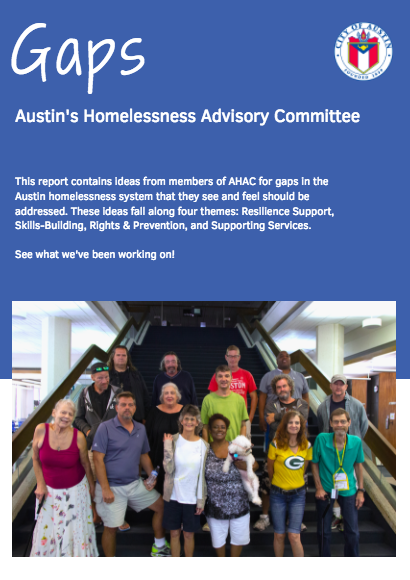 Gaps
CITY OF AUSTIN
FOUNDED 1839
Austin's Homelessness Advisory Committee
This report contains ideas from members of AHAC for gaps in the
Austin homelessness system that they see and feel should be
addressed. These ideas fall along four themes: Resilience Support,
Skills-Building, Rights & Prevention, and Supporting Services.
See what we've been working on!
G